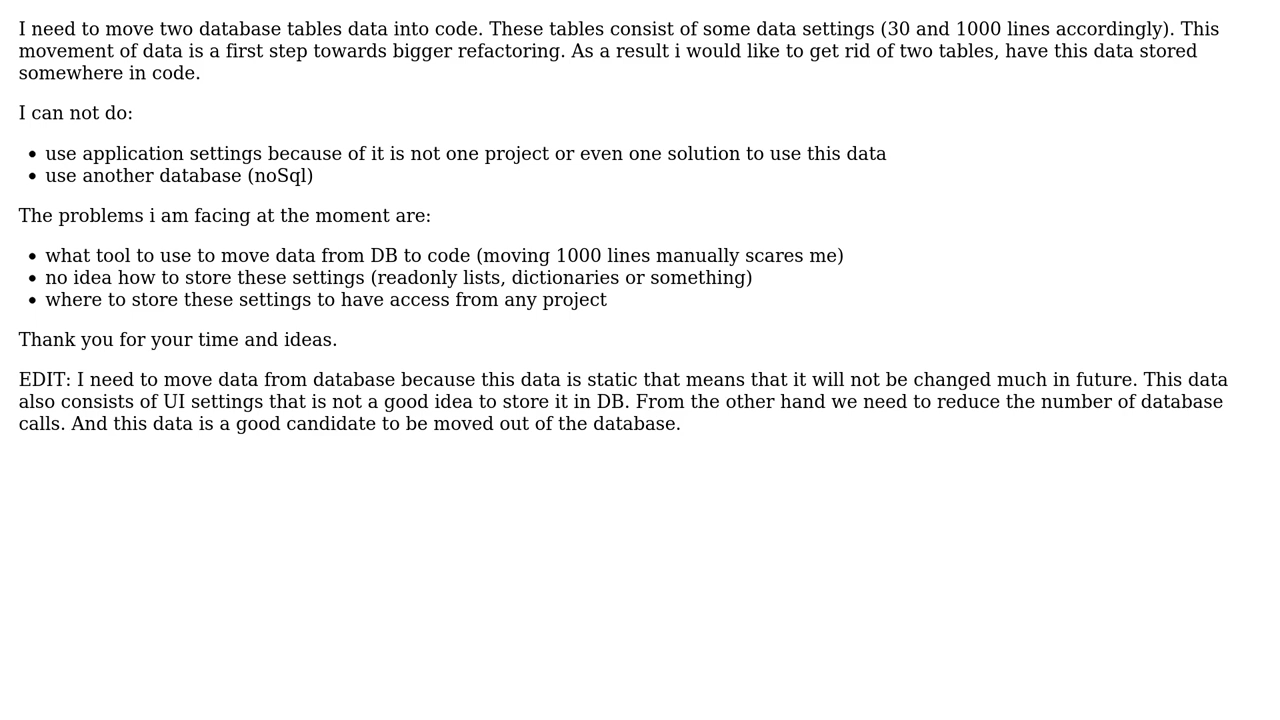 I need to move two database tables data into code. These tables consist of some data settings (30 and 1000 lines accordingly). This
movement of data is a first step towards bigger refactoring. As a result i would like to get rid of two tables, have this data stored
somewhere in code.
I can not do:
• use application settings because of it is not one project or even one solution to use this data
• use another database (noSql)
The problems i am facing at the moment are:
• what tool to use to move data from DB to code (moving 1000 lines manually scares me)
• no idea how to store these settings (readonly lists, dictionaries or something)
• where to store these settings to have access from any project
Thank you for your time and ideas.
EDIT: I need to move data from database because this data is static that means that it will not be changed much in future. This data
also consists of UI settings that is not a good idea to store it in DB. From the other hand we need to reduce the number of database
calls. And this data is a good candidate to be moved out of the database.